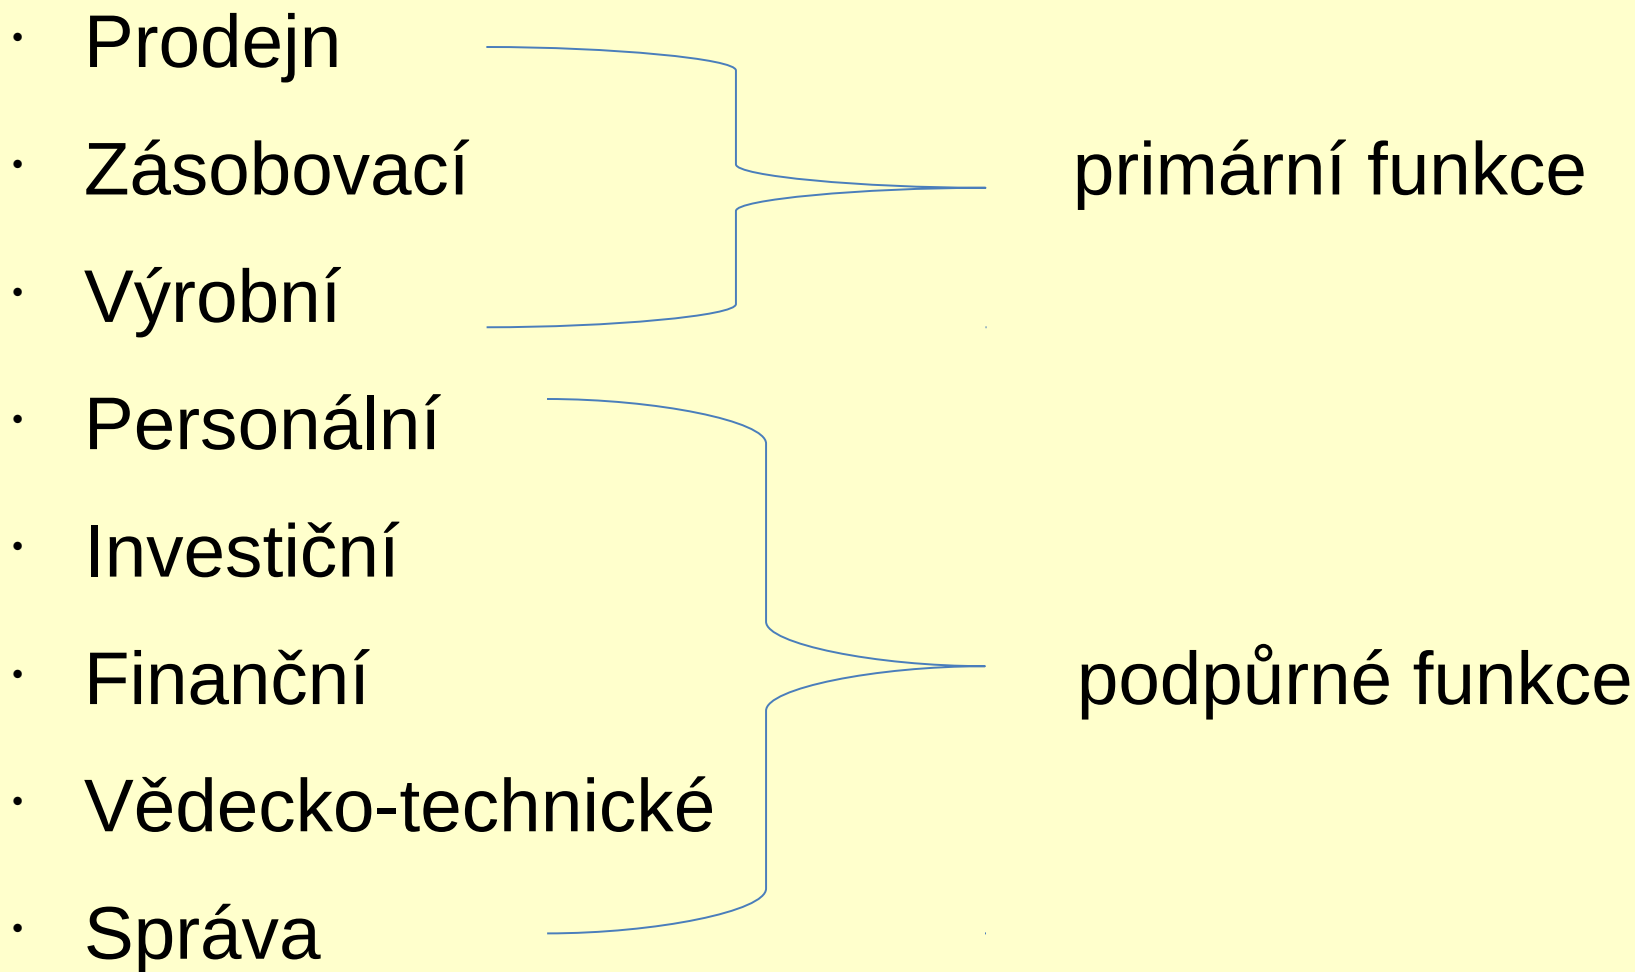 · Prodejn
· Zásobovací primární funkce
· Výrobní
· Personální
· Investiční
· Finanční podpůrné funkce
· Vědecko-technické
· Správa